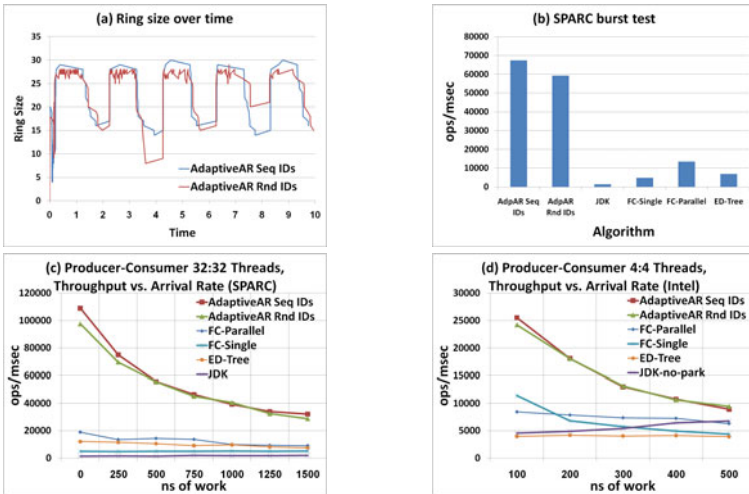 (a) Ring size over time
35
30
25
20
15
10
5
0
Ring Size
AdaptiveAR Seq IDs
AdaptiveAR Rnd IDs
0 1 2 3 4 5 6 7 8 9 10
Time
(b) SPARC burst test
80000
70000
60000
50000
40000
30000
20000
10000
0
ops/msec
AdpAR Seq IDs
AdpAR Rnd IDs
JDK
FC-Single
FC-Parallel
ED-Tree
Algorithm
(c) Producer-Consumer 32:32 Threads,
Throughput vs. Arrival Rate (SPARC)
120000
100000
80000
60000
40000
20000
0
ops/msec
AdaptiveAR Seq IDs
AdaptiveAR Rnd IDs
FC-Parallel
FC-Single
ED-Tree
JDK
0 250 500 750 1000 1250 1500
ns of work
(d) Producer-Consumer 4:4 Threads,
Throughput vs. Arrival Rate (Intel)
30000
25000
20000
15000
10000
5000
0
ops/msec
AdaptiveAR Seq IDs
AdaptiveAR Rnd IDs
FC-Parallel
FC-Single
ED-Tree
JDK-no-park
100 200 300 400 500
ns of work